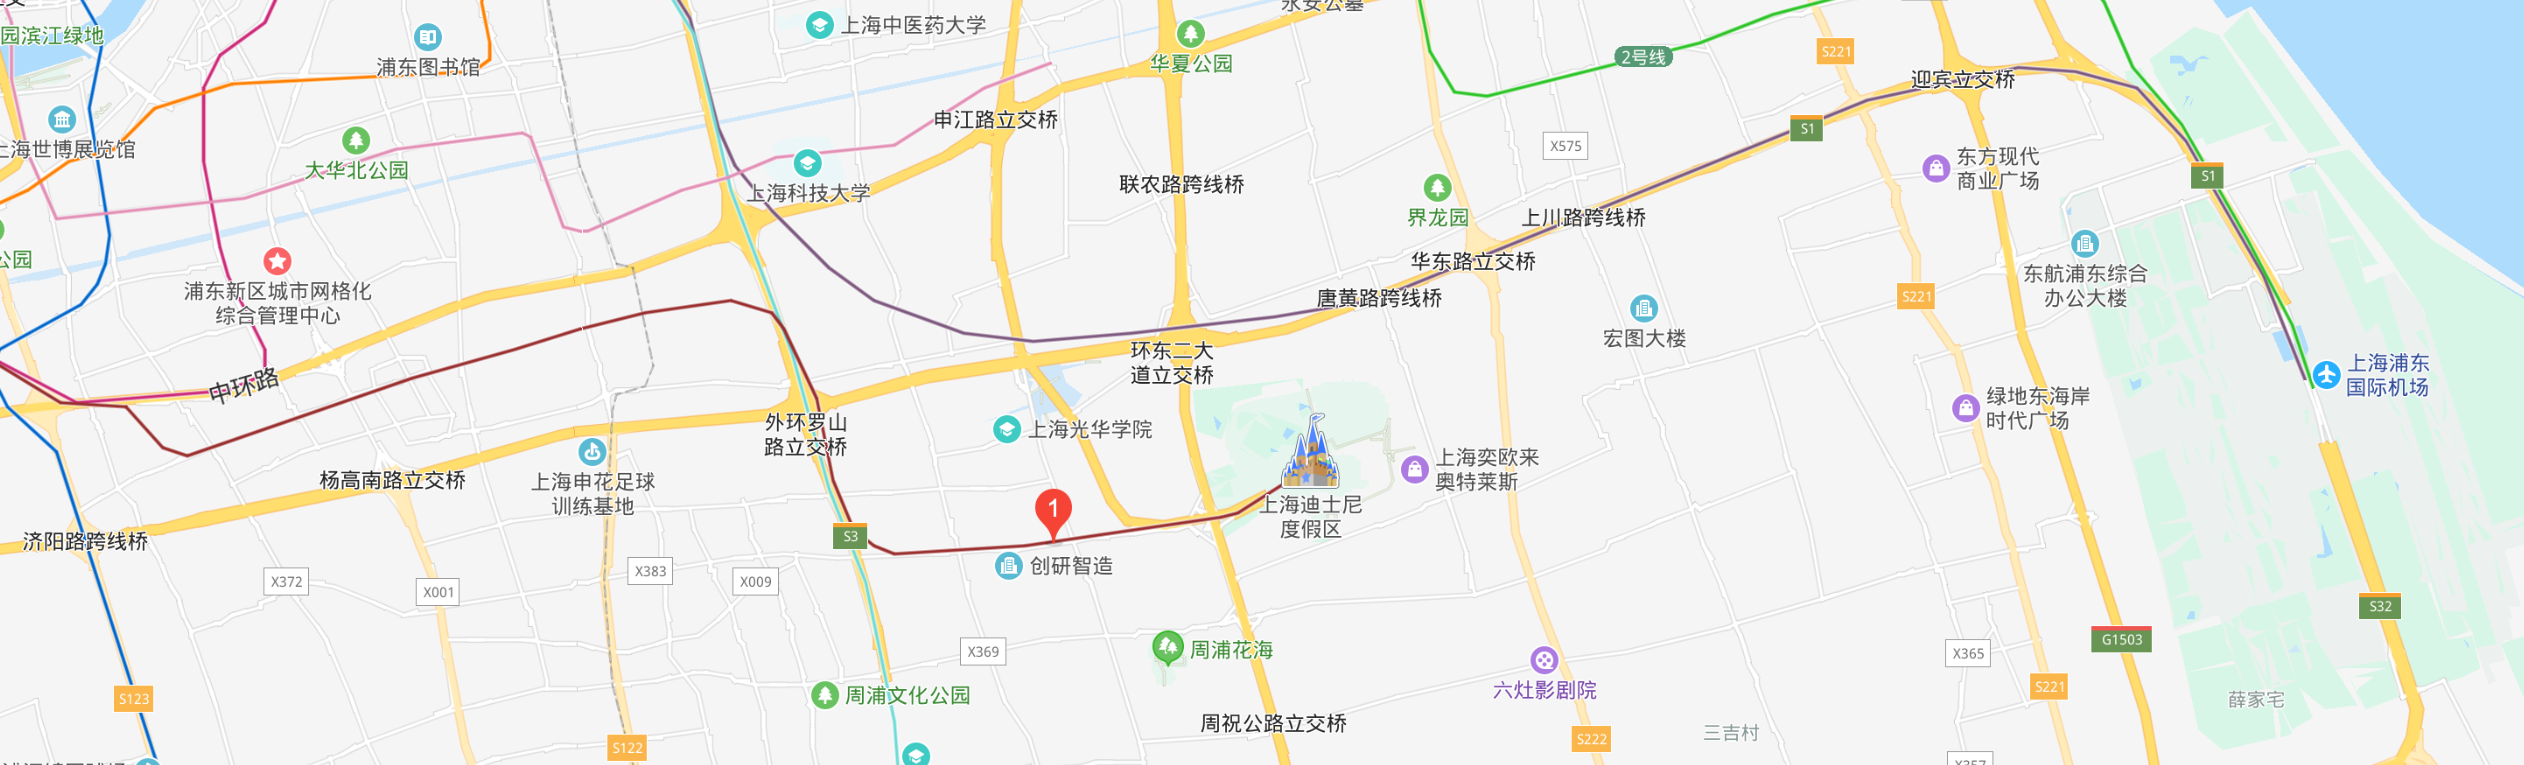 园滨江绿地
浦东图书馆
上海中医药大学
华夏公园
永安公墓
2号线
S221
迎宾立交桥
上海世博展览馆
大华北公园
申江路立交桥
上海科技大学
联农路跨线桥
S1
X575
东方现代
商业广场
S1
界龙园
上川路跨线桥
公园
浦东新区城市网格化
综合管理中心
华东路立交桥
唐黄路跨线桥
S221
东航浦东综合
办公大楼
宏图大楼
中环路
环东二大
道立交桥
上海浦东
国际机场
绿地东海岸
时代广场
外环罗山
路立交桥
上海光华学院
上海奕欧来
奥特莱斯
杨高南路立交桥
上海申花足球
训练基地
1
上海迪士尼
度假区
济阳路跨线桥
S3
创研智造
X372
X001
X383
X009
S32
G1503
X369
周浦花海
X365
六灶影剧院
S221
S123
周浦文化公园
薛家宅
周祝公路立交桥
三吉村
S122
S222
X357